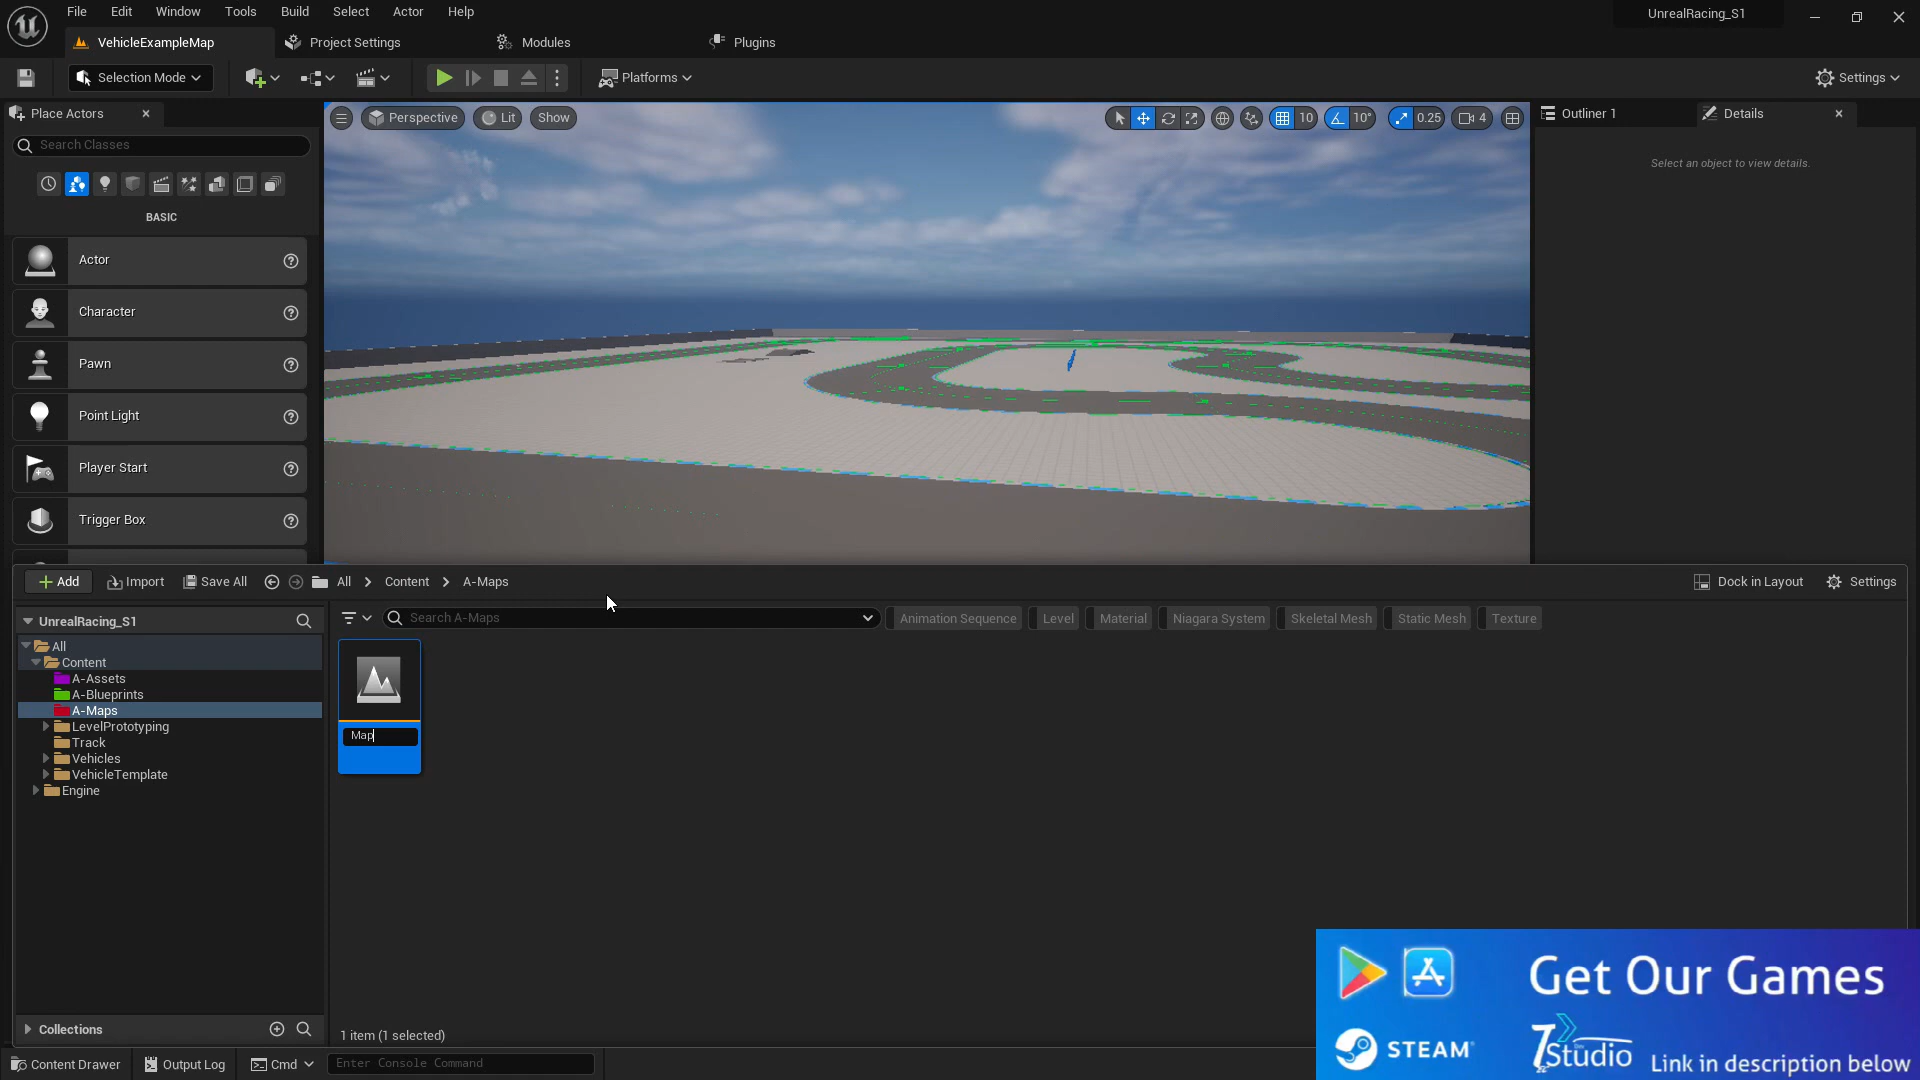 File Edit Window Tools Build Select Actor Help
UnrealRacing_S1
VehicleExampleMap
Project Settings
Modules
Plugins
Selection Mode
Platforms
Settings
Place Actors
Search Classes
BASIC
Actor
Character
Pawn
Point Light
Player Start
Trigger Box
Perspective
Lit
Show
10
10°
0.25
4
Outliner 1
Details
Select an object to view details.
Add
Import
Save All
All
Content
A-Maps
Dock in Layout
Settings
UnrealRacing_S1
All
Content
A-Assets
A-Blueprints
A-Maps
LevelPrototyping
Track
Vehicles
VehicleTemplate
Engine
Collections
Search A-Maps
Animation Sequence
Level
Material
Niagara System
Skeletal Mesh
Static Mesh
Texture
Map
1 item (1 selected)
Content Drawer
Output Log
Cmd
Enter Console Command
Get Our Games
STEAM
7Studio
Link in description below